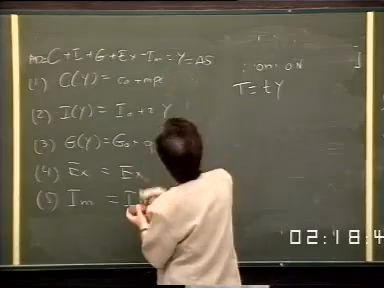 AD=C+I+G+Ex-Im=Y=AS
(1) C(Y)= co+mpc
(2) I(Y)= Io+ Y
(3) G(Y)=Go+
(4) Ex = Ex
(5) Im = I
T=tY
02:18:4